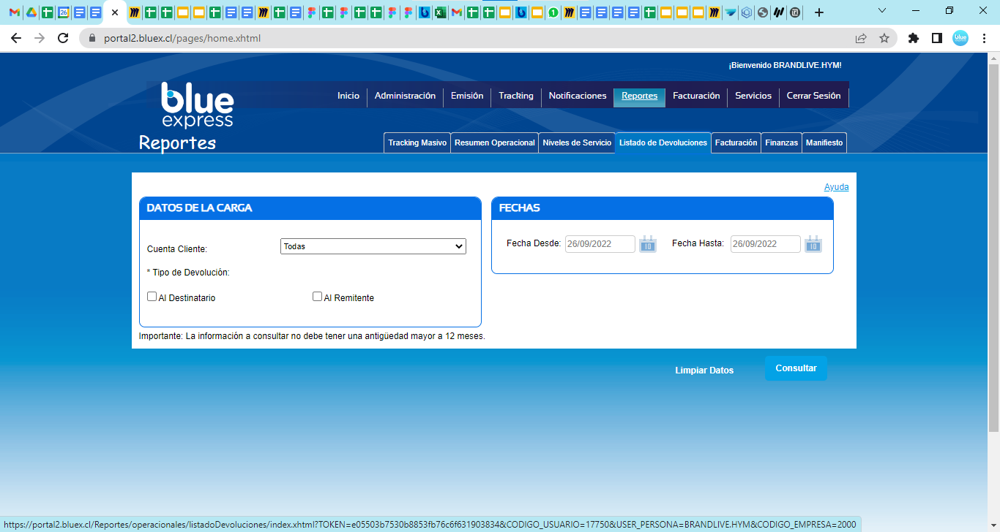 portal2.bluex.cl/pages/home.xhtml
¡Bienvenido BRANDLIVE.HYM!
blue express
Inicio Administración Emisión Tracking Notificaciones Reportes Facturación Servicios Cerrar Sesión
Reportes
Tracking Masivo Resumen Operacional Niveles de Servicio Listado de Devoluciones Facturación Finanzas Manifiesto
Ayuda
DATOS DE LA CARGA
FECHAS
Cuenta Cliente: Todas
Fecha Desde: 26/09/2022 Fecha Hasta: 26/09/2022
* Tipo de Devolución:
Al Destinatario Al Remitente
Importante: La información a consultar no debe tener una antigüedad mayor a 12 meses.
Limpiar Datos Consultar
https://portal2.bluex.cl/Reportes/operacionales/listadoDevoluciones/index.xhtml?TOKEN=e05503b7530b8853fb76c6f631903834&CODIGO_USUARIO=17750&USER_PERSONA=BRANDLIVE.HYM&CODIGO_EMPRESA=2000